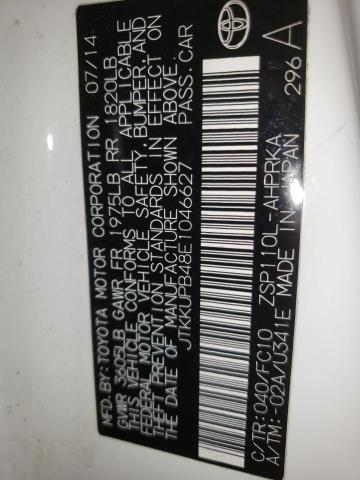 MFD. BY: TOYOTA MOTOR CORPORATION 07/14
GVWR 3605LB GAWR FR 1975LB RR 1820LB
THIS VEHICLE CONFORMS TO ALL APPLICABLE
FEDERAL MOTOR VEHICLE SAFETY, BUMPER, AND
THEFT PREVENTION STANDARDS IN EFFECT ON
THE DATE OF MANUFACTURE SHOWN ABOVE.
JTKKUPB48E1046627 PASS. CAR
C/TR: 040/FC10 ZSP110L-AHPRKA
A/TM: -02A/U341E MADE IN JAPAN
296 A